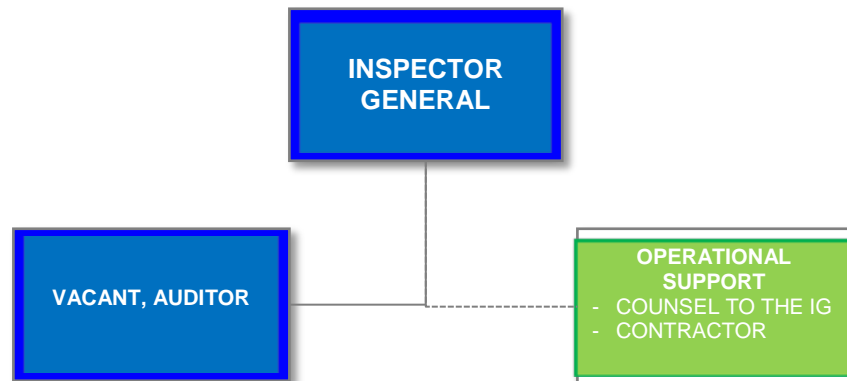 INSPECTOR
GENERAL
VACANT, AUDITOR
OPERATIONAL
SUPPORT
- COUNSEL TO THE IG
- CONTRACTOR